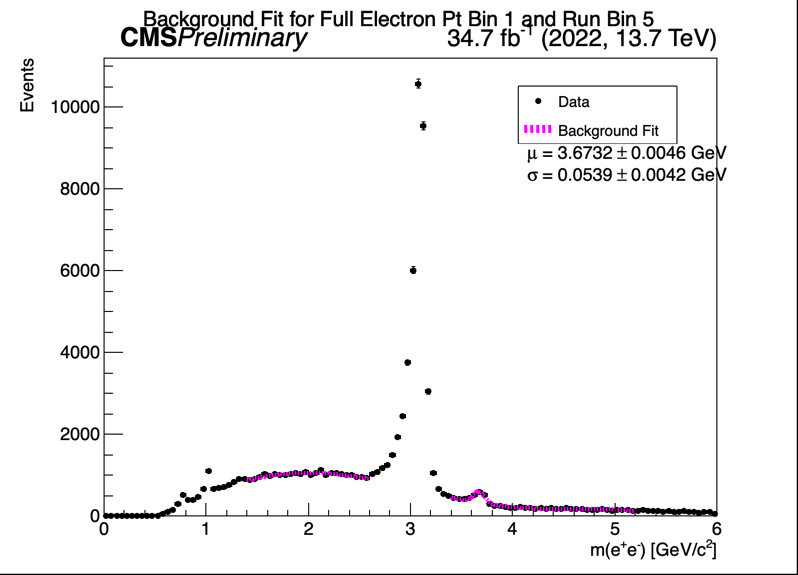 Background Fit for Full Electron Pt Bin 1 and Run Bin 5
CMS Preliminary 34.7 fb⁻¹ (2022, 13.7 TeV)
Events
10000
8000
6000
4000
2000
0
Data
Background Fit
μ = 3.6732 ± 0.0046 GeV
σ = 0.0539 ± 0.0042 GeV
0 1 2 3 4 5 6
m(e⁺e⁻) [GeV/c²]